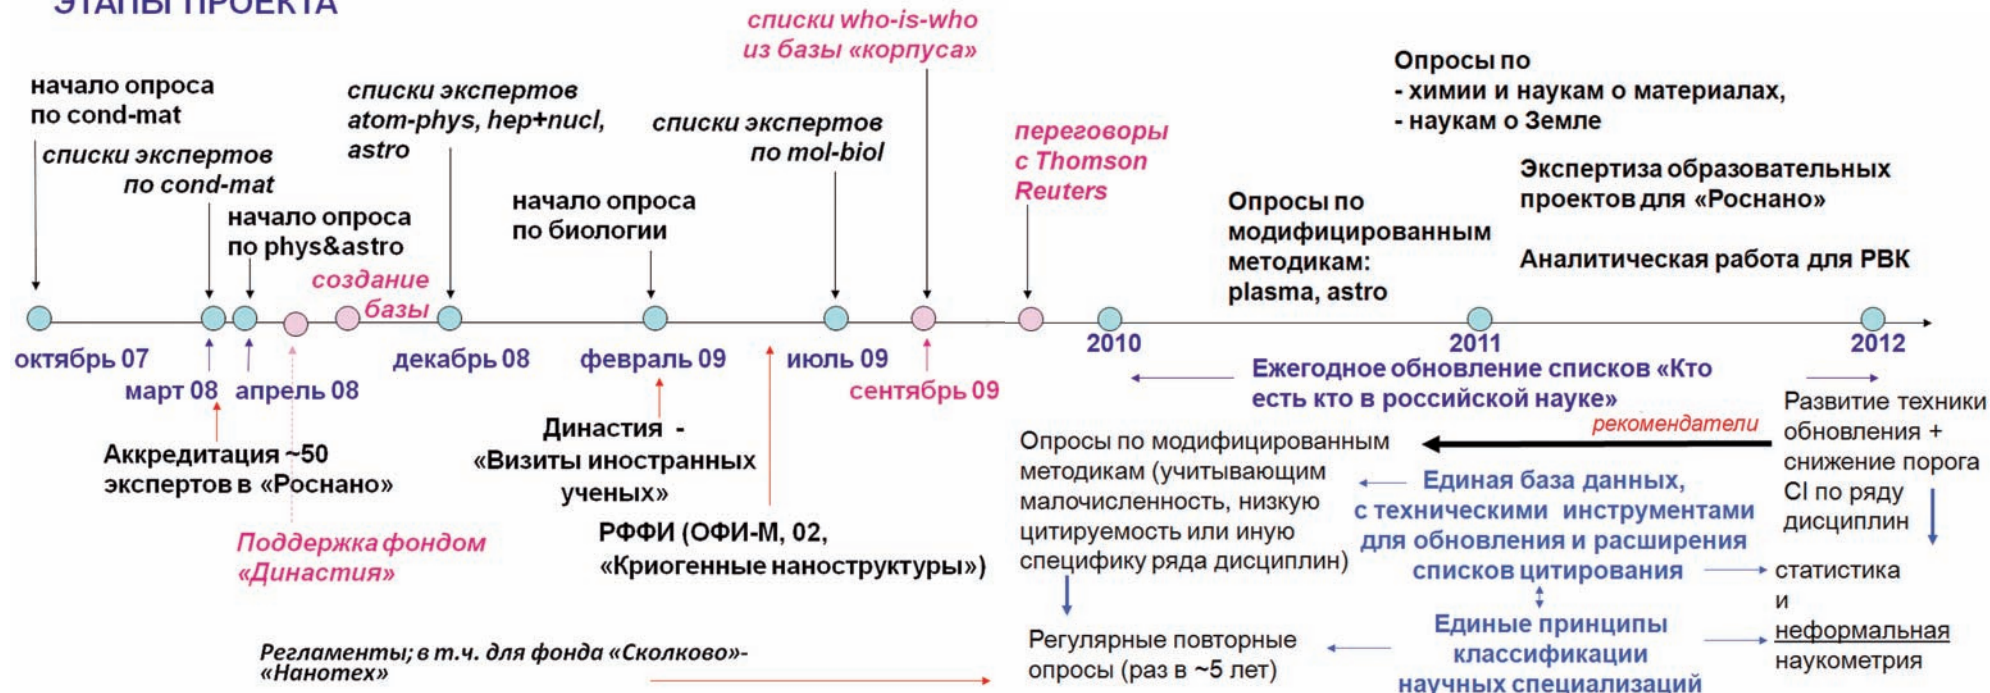 ЭТАПЫ ПРОЕКТА
списки who-is-who
из базы «корпуса»
начало опроса
по cond-mat
списки экспертов
по cond-mat
начало опроса
по phys&astro
создание
базы
списки экспертов
atom-phys, hep+nucl,
astro
начало опроса
по биологии
списки экспертов
по mol-biol
переговоры
с Thomson
Reuters
Опросы по
модифицированным
методикам:
plasma, astro
Опросы по
- химии и наукам о материалах,
- наукам о Земле
Экспертиза образовательных
проектов для «Роснано»
Аналитическая работа для РВК
октябрь 07
март 08
апрель 08
декабрь 08
февраль 09
июль 09
сентябрь 09
2010
2011
2012
Аккредитация ~50
экспертов в «Роснано»
Поддержка фондом
«Династия»
Династия -
«Визиты иностранных
ученых»
РФФИ (ОФИ-М, 02,
«Криогенные наноструктуры»)
Регламенты; в т.ч. для фонда «Сколково»-
«Нанотех»
Ежегодное обновление списков «Кто
есть кто в российской науке»
рекомендатели
Развитие техники
обновления +
снижение порога
CI по ряду
дисциплин
Опросы по модифицированным
методикам (учитывающим
малочисленность, низкую
цитируемость или иную
специфику ряда дисциплин)
Единая база данных,
с техническими инструментами
для обновления и расширения
списков цитирования
статистика
и
неформальная
наукометрия
Регулярные повторные
опросы (раз в ~5 лет)
Единые принципы
классификации
научных специализаций